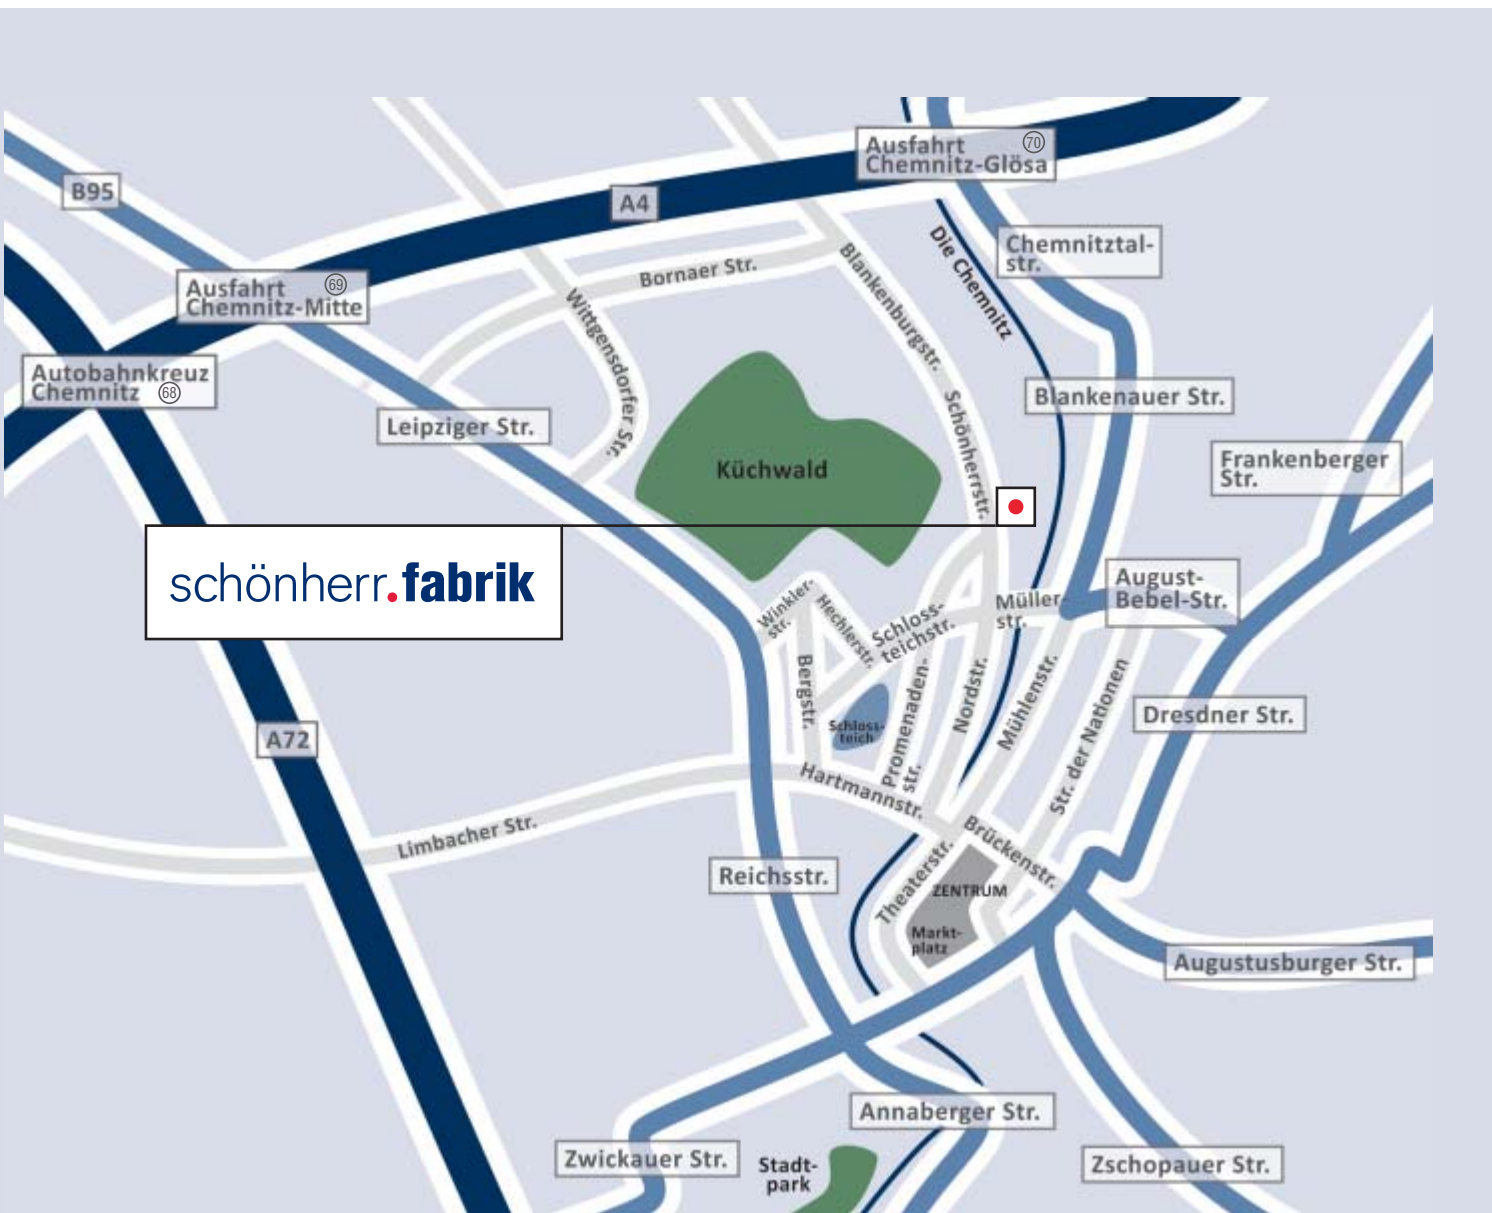 Ausfahrt 70
Chemnitz-Glösa
B95
A4
Die Chemnitz
Chemnitztal-
str.
Blankenburgstr.
Bornaer Str.
Ausfahrt 69
Chemnitz-Mitte
Wittgensdorfer Str.
Autobahnkreuz
Chemnitz 68
Leipziger Str.
Schönherrstr.
Blankenauer Str.
Küchwald
Frankenberger
Str.
schönherr.fabrik
August-
Bebel-Str.
Winkler-
str.
Hechlerstr.
Schloss-
teichstr.
Müller-
str.
Bergstr.
Promenaden-
str.
Nordstr.
Mühlenstr.
Str. der Nationen
Dresdner Str.
Schloss-
teich
A72
Hartmannstr.
Limbacher Str.
Brückenstr.
Theaterstr.
Reichsstr.
ZENTRUM
Markt-
platz
Augustusburger Str.
Annaberger Str.
Zwickauer Str.
Stadt-
park
Zschopauer Str.